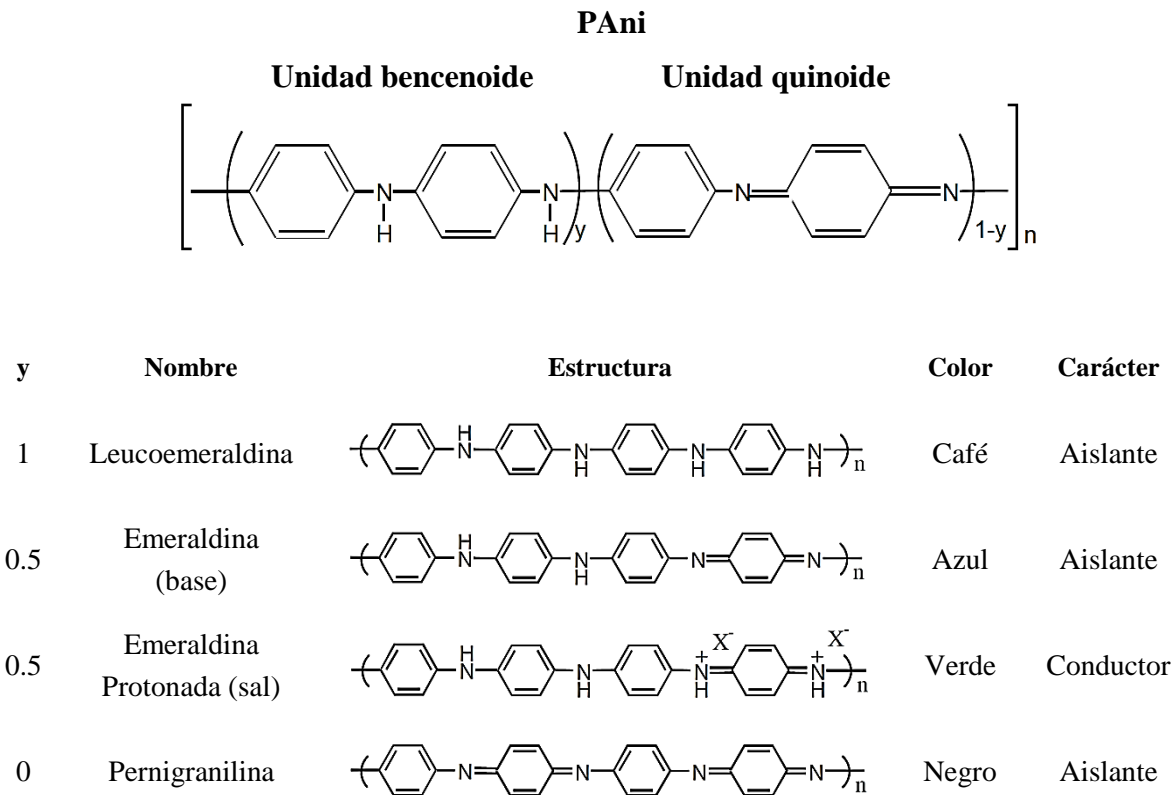 PAni
Unidad bencenoide Unidad quinoide
N H N H y N N 1-y n
y Nombre Estructura Color Carácter
1 Leucoemeraldina H N N H N H N H n Café Aislante
0.5 Emeraldina (base) H N N H N N n Azul Aislante
0.5 Emeraldina Protonada (sal) H N N H + N H X- + N H X- n Verde Conductor
0 Pernigranilina N N N N n Negro Aislante